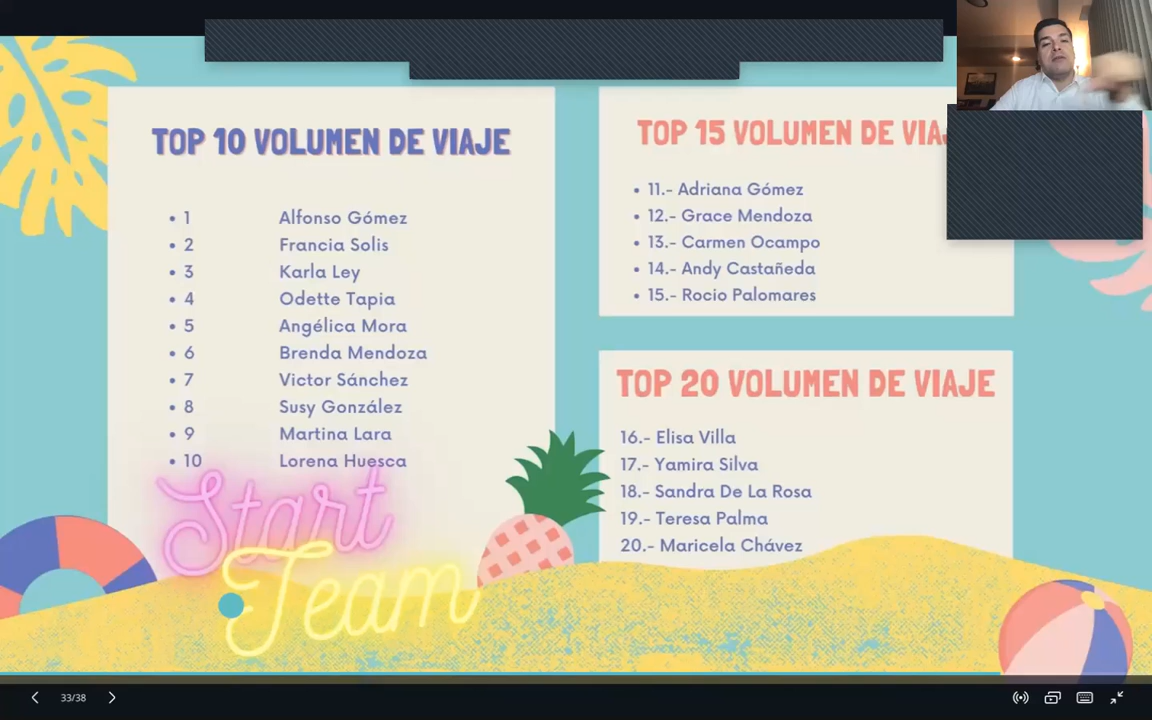 TOP 10 VOLUMEN DE VIAJE
• 1 Alfonso Gómez
• 2 Francia Solis
• 3 Karla Ley
• 4 Odette Tapia
• 5 Angélica Mora
• 6 Brenda Mendoza
• 7 Victor Sánchez
• 8 Susy González
• 9 Martina Lara
• 10 Lorena Huesca
Start
Team
TOP 15 VOLUMEN DE
• 11.- Adriana Gómez
• 12.- Grace Mendoza
• 13.- Carmen Ocampo
• 14.- Andy Castañeda
• 15.- Rocio Palomares
TOP 20 VOLUMEN DE VIAJE
16.- Elisa Villa
17.- Yamira Silva
18.- Sandra De La Rosa
19.- Teresa Palma
20.- Maricela Chávez
33/38